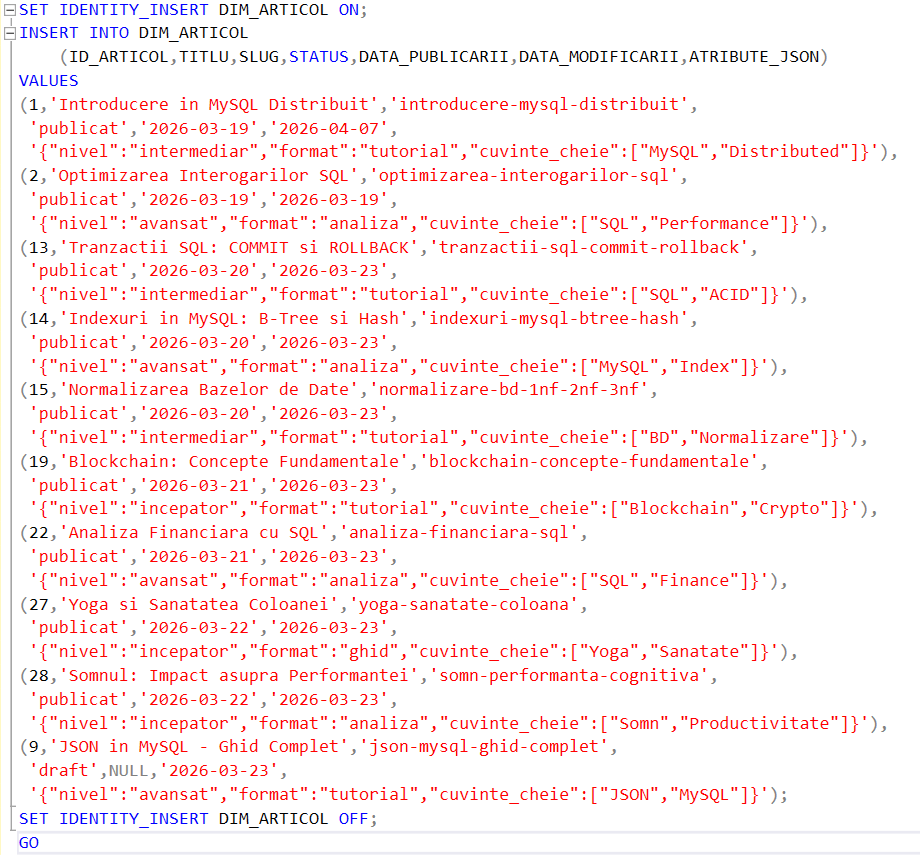 SET IDENTITY_INSERT DIM_ARTICOL ON;
INSERT INTO DIM_ARTICOL
(ID_ARTICOL,TITLU,SLUG,STATUS,DATA_PUBLICARII,DATA_MODIFICARII,ATRIBUTE_JSON)
VALUES
(1,'Introducere in MySQL Distribuit','introducere-mysql-distribuit',
'publicat','2026-03-19','2026-04-07',
'{"nivel":"intermediar","format":"tutorial","cuvinte_cheie":["MySQL","Distributed"]}'),
(2,'Optimizarea Interogarilor SQL','optimizarea-interogarilor-sql',
'publicat','2026-03-19','2026-03-19',
'{"nivel":"avansat","format":"analiza","cuvinte_cheie":["SQL","Performance"]}'),
(13,'Tranzactii SQL: COMMIT si ROLLBACK','tranzactii-sql-commit-rollback',
'publicat','2026-03-20','2026-03-23',
'{"nivel":"intermediar","format":"tutorial","cuvinte_cheie":["SQL","ACID"]}'),
(14,'Indexuri in MySQL: B-Tree si Hash','indexuri-mysql-btree-hash',
'publicat','2026-03-20','2026-03-23',
'{"nivel":"avansat","format":"analiza","cuvinte_cheie":["MySQL","Index"]}'),
(15,'Normalizarea Bazelor de Date','normalizare-bd-1nf-2nf-3nf',
'publicat','2026-03-20','2026-03-23',
'{"nivel":"intermediar","format":"tutorial","cuvinte_cheie":["BD","Normalizare"]}'),
(19,'Blockchain: Concepte Fundamentale','blockchain-concepte-fundamentale',
'publicat','2026-03-21','2026-03-23',
'{"nivel":"incepator","format":"tutorial","cuvinte_cheie":["Blockchain","Crypto"]}'),
(22,'Analiza Financiara cu SQL','analiza-financiara-sql',
'publicat','2026-03-21','2026-03-23',
'{"nivel":"avansat","format":"analiza","cuvinte_cheie":["SQL","Finance"]}'),
(27,'Yoga si Sanatatea Coloanei','yoga-sanatate-coloana',
'publicat','2026-03-22','2026-03-23',
'{"nivel":"incepator","format":"ghid","cuvinte_cheie":["Yoga","Sanatate"]}'),
(28,'Somnul: Impact asupra Performantei','somn-performanta-cognitiva',
'publicat','2026-03-22','2026-03-23',
'{"nivel":"incepator","format":"analiza","cuvinte_cheie":["Somn","Productivitate"]}'),
(9,'JSON in MySQL - Ghid Complet','json-mysql-ghid-complet',
'draft',NULL,'2026-03-23',
'{"nivel":"avansat","format":"tutorial","cuvinte_cheie":["JSON","MySQL"]}');
SET IDENTITY_INSERT DIM_ARTICOL OFF;
GO